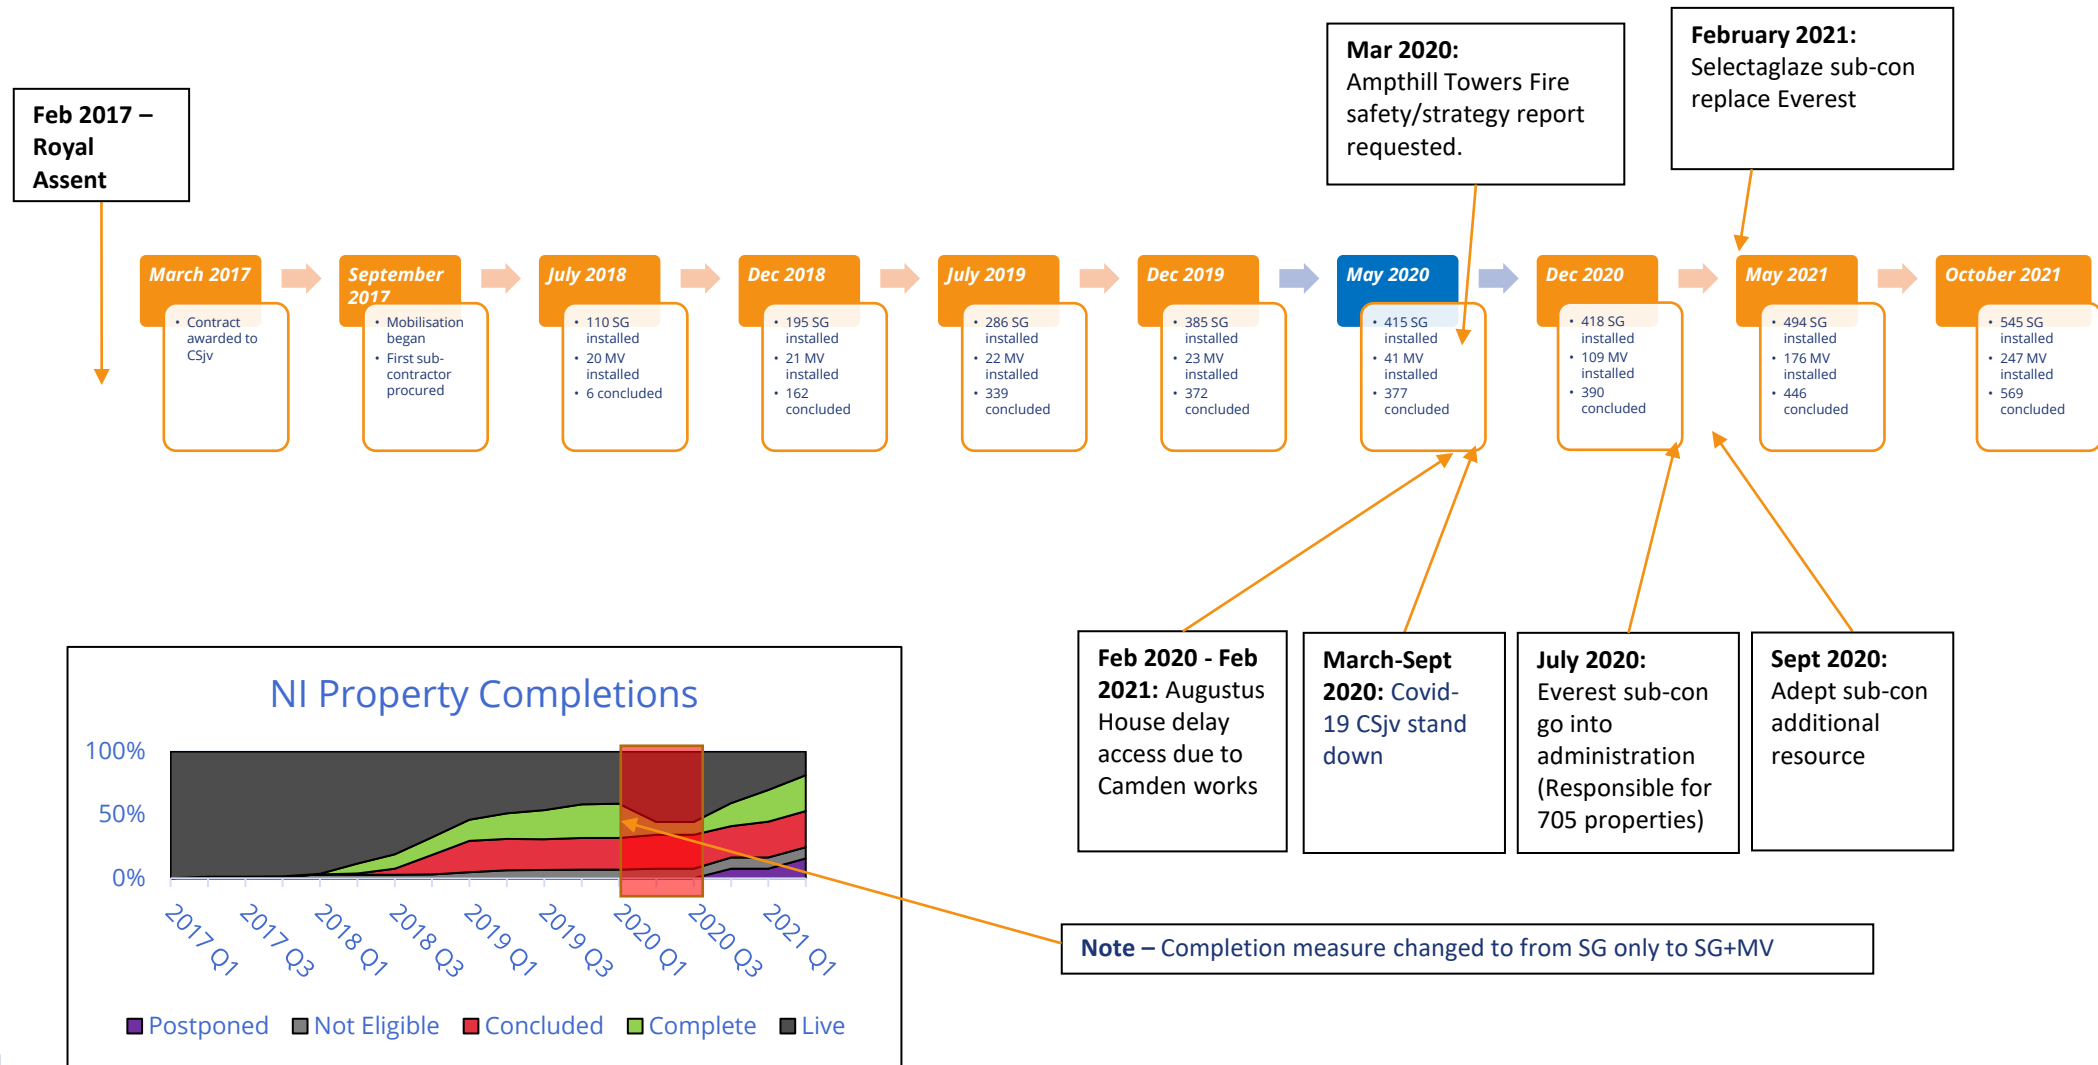 Feb 2017 –
Royal
Assent
Mar 2020:
Ampthill Towers Fire
safety/strategy report
requested.
February 2021:
Selectaglaze sub-con
replace Everest
March 2017
• Contract
awarded to
CSjv
September
2017
• Mobilisation
began
• First sub-
contractor
procured
July 2018
• 110 SG
installed
• 20 MV
installed
• 6 concluded
Dec 2018
• 195 SG
installed
• 21 MV
installed
• 162
concluded
July 2019
• 286 SG
installed
• 22 MV
installed
• 339
concluded
Dec 2019
• 385 SG
installed
• 23 MV
installed
• 372
concluded
May 2020
• 415 SG
installed
• 41 MV
installed
• 377
concluded
Dec 2020
• 418 SG
installed
• 109 MV
installed
• 390
concluded
May 2021
• 494 SG
installed
• 176 MV
installed
• 446
concluded
October 2021
• 545 SG
installed
• 247 MV
installed
• 569
concluded
Feb 2020 - Feb
2021: Augustus
House delay
access due to
Camden works
March-Sept
2020: Covid-
19 CSjv stand
down
July 2020:
Everest sub-con
go into
administration
(Responsible for
705 properties)
Sept 2020:
Adept sub-con
additional
resource
NI Property Completions
100%
50%
0%
2017 Q1
2017 Q3
2018 Q1
2018 Q3
2019 Q1
2019 Q3
2020 Q1
2020 Q3
2021 Q1
Postponed
Not Eligible
Concluded
Complete
Live
Note – Completion measure changed to from SG only to SG+MV